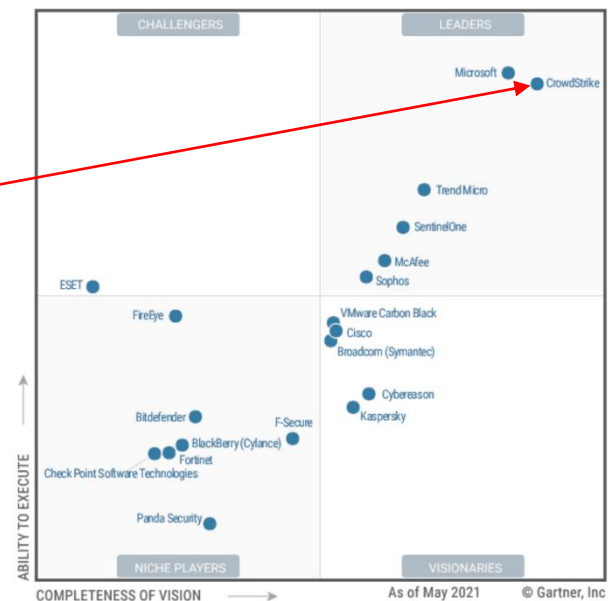 CHALLENGERS
LEADERS
Microsoft
CrowdStrike
Trend Micro
SentinelOne
McAfee
Sophos
ESET
FireEye
VMware Carbon Black
Cisco
Broadcom (Symantec)
Cybereason
Kaspersky
Bitdefender
F-Secure
BlackBerry (Cylance)
Fortinet
Check Point Software Technologies
Panda Security
NICHE PLAYERS
VISIONARIES
ABILITY TO EXECUTE
COMPLETENESS OF VISION
As of May 2021
© Gartner, Inc